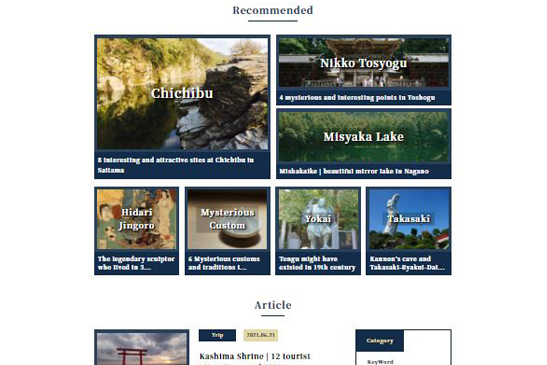 Recommended
Chichibu
8 interesting and attractive sites at Chichibu in
Saitama
Nikko Tosyogu
4 mysterious and interesting points in Toshogu
Misyaka Lake
Mishakaike | beautiful mirror lake in Nagano
Hidari
Jingoro
The legendary sculptor
who lived in 3...
Mysterious
Custom
6 Mysterious customs
and traditions i...
Yokai
Tengu might have
existed in 19th century
Takasaki
Kannon's cave and
Takasaki-Byakui-Dai...
Article
Trip
2021.06.21
Kashima Shrine | 12 tourist
Category
KeyWord